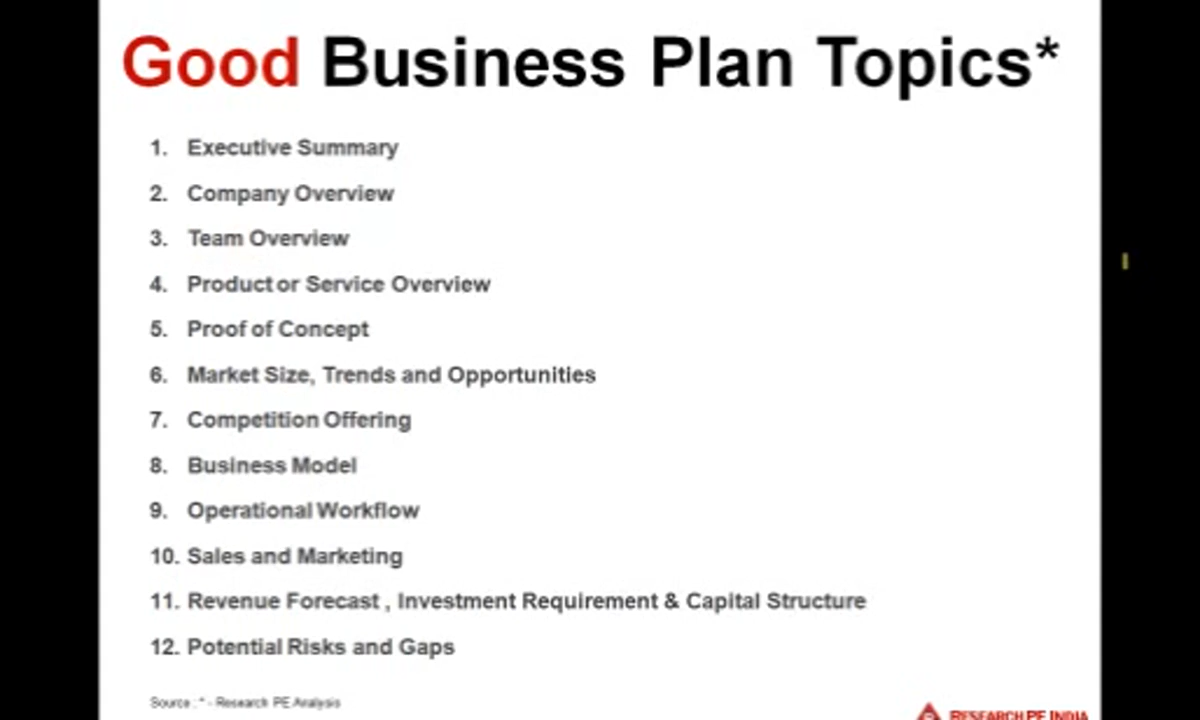 Good Business Plan Topics*
1. Executive Summary
2. Company Overview
3. Team Overview
4. Product or Service Overview
5. Proof of Concept
6. Market Size, Trends and Opportunities
7. Competition Offering
8. Business Model
9. Operational Workflow
10. Sales and Marketing
11. Revenue Forecast , Investment Requirement & Capital Structure
12. Potential Risks and Gaps
Source : * - Research PE Analysis
RESEARCH PE INDIA